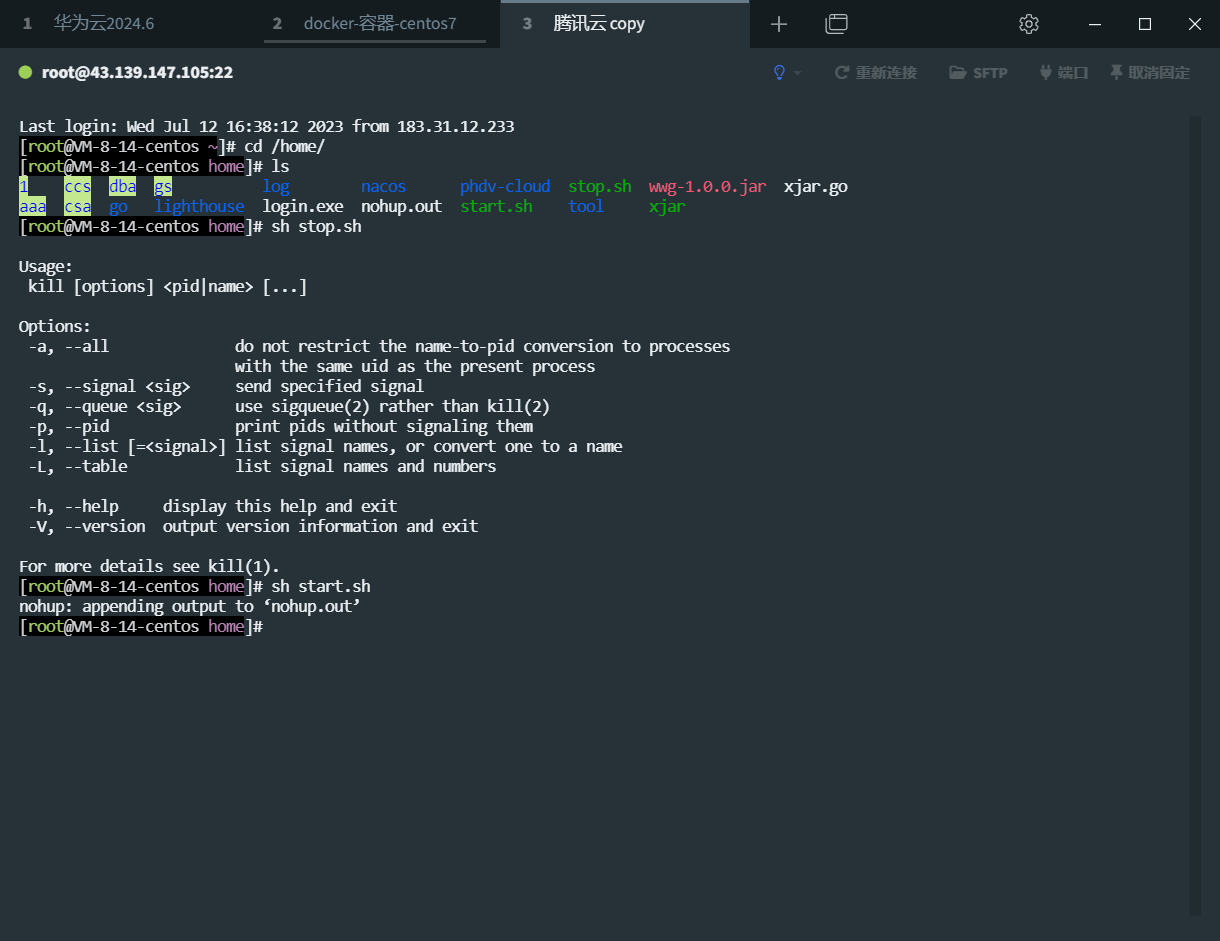 1 华为云2024.6 2 docker-容器-centos7 3 腾讯云 copy
root@43.139.147.105:22 重新连接 SFTP 端口 取消固定
Last login: Wed Jul 12 16:38:12 2023 from 183.31.12.233
[root@VM-8-14-centos ~]# cd /home/
[root@VM-8-14-centos home]# ls
1 ccs dba gs log nacos phdv-cloud stop.sh wwg-1.0.0.jar xjar.go
aaa csa go lighthouse login.exe nohup.out start.sh tool xjar
[root@VM-8-14-centos home]# sh stop.sh
Usage:
kill [options] <pid|name> [...]
Options:
-a, --all do not restrict the name-to-pid conversion to processes
with the same uid as the present process
-s, --signal <sig> send specified signal
-q, --queue <sig> use sigqueue(2) rather than kill(2)
-p, --pid print pids without signaling them
-l, --list [=<signal>] list signal names, or convert one to a name
-L, --table list signal names and numbers
-h, --help display this help and exit
-V, --version output version information and exit
For more details see kill(1).
[root@VM-8-14-centos home]# sh start.sh
nohup: appending output to ‘nohup.out’
[root@VM-8-14-centos home]#